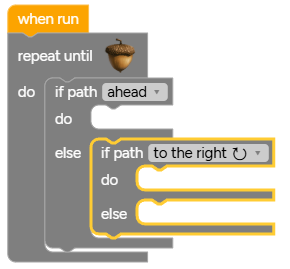 when run
repeat until
do if path ahead
do
else if path to the right ↻
do
else